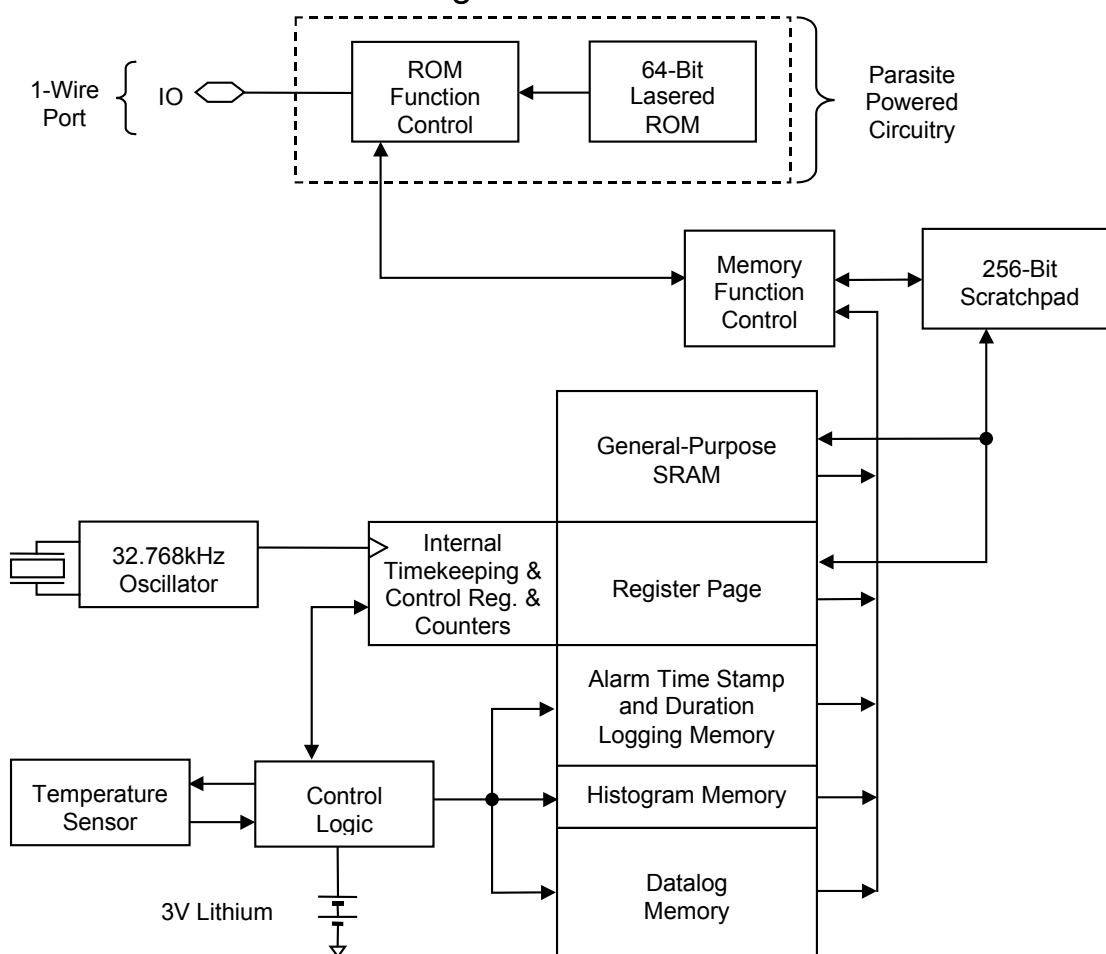 ROM
Function
Control
64-Bit
Lasered
ROM
1-Wire
Port
IO
Parasite
Powered
Circuitry
Memory
Function
Control
256-Bit
Scratchpad
General-Purpose
SRAM
32.768kHz
Oscillator
Internal
Timekeeping &
Control Reg. &
Counters
Register Page
Alarm Time Stamp
and Duration
Logging Memory
Temperature
Sensor
Control
Logic
Histogram Memory
Datalog
Memory
3V Lithium